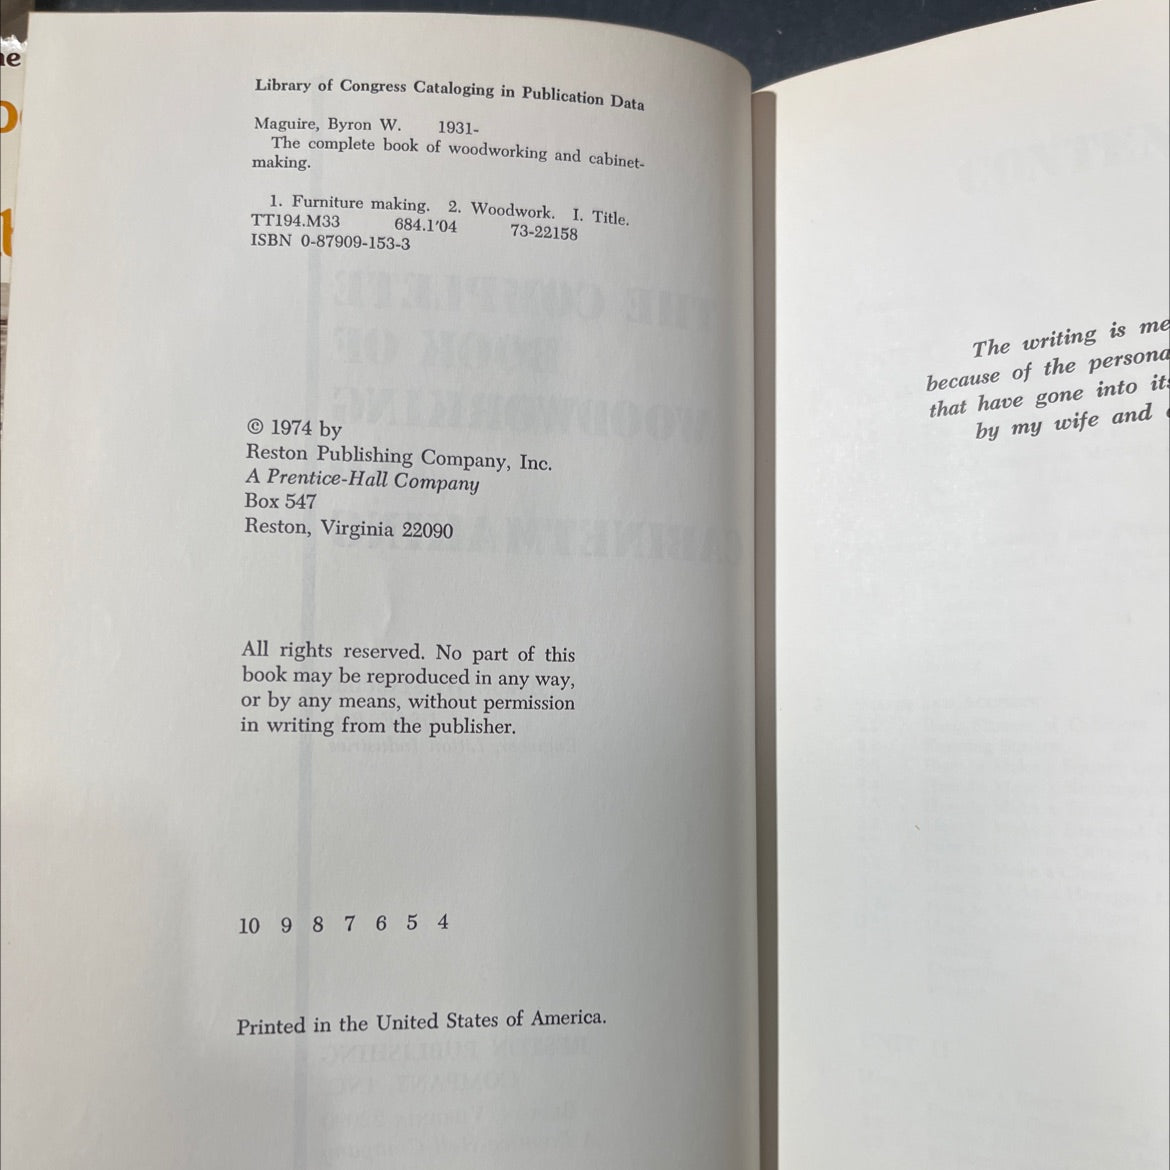 Library of Congress Cataloging in Publication Data
Maguire, Byron W. 1931-
The complete book of woodworking and cabinet-
making.
1. Furniture making. 2. Woodwork. I. Title.
TT194.M33 684.1'04 73-22158
ISBN 0-87909-153-3
© 1974 by
Reston Publishing Company, Inc.
A Prentice-Hall Company
Box 547
Reston, Virginia 22090
All rights reserved. No part of this
book may be reproduced in any way,
or by any means, without permission
in writing from the publisher.
10 9 8 7 6 5 4
Printed in the United States of America.
The writing is me
because of the persona
that have gone into its
by my wife and